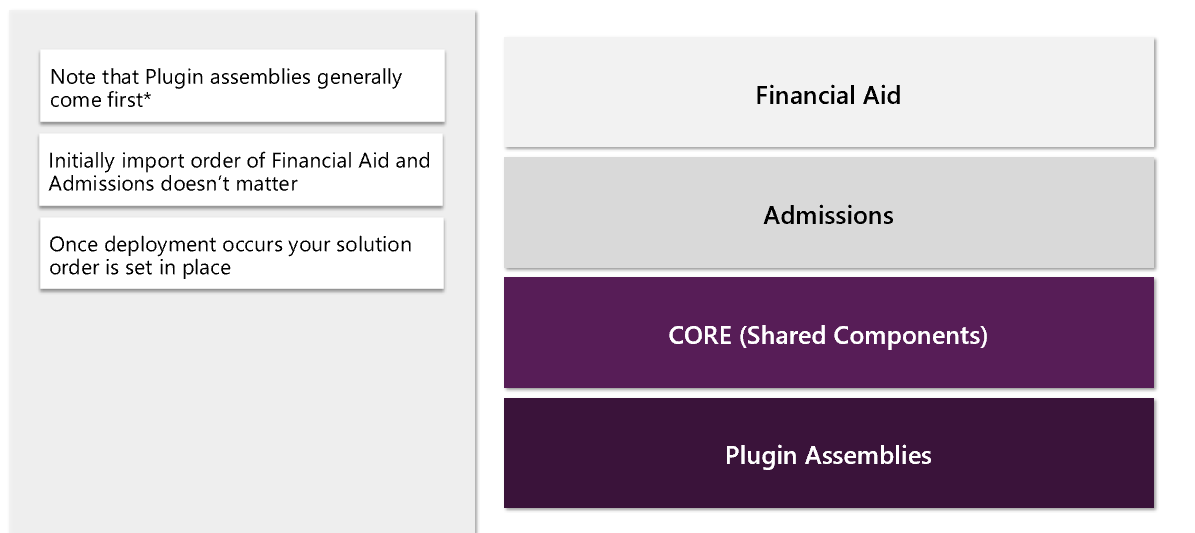 Note that Plugin assemblies generally
come first*
Initially import order of Financial Aid and
Admissions doesn’t matter
Once deployment occurs your solution
order is set in place
Financial Aid
Admissions
CORE (Shared Components)
Plugin Assemblies